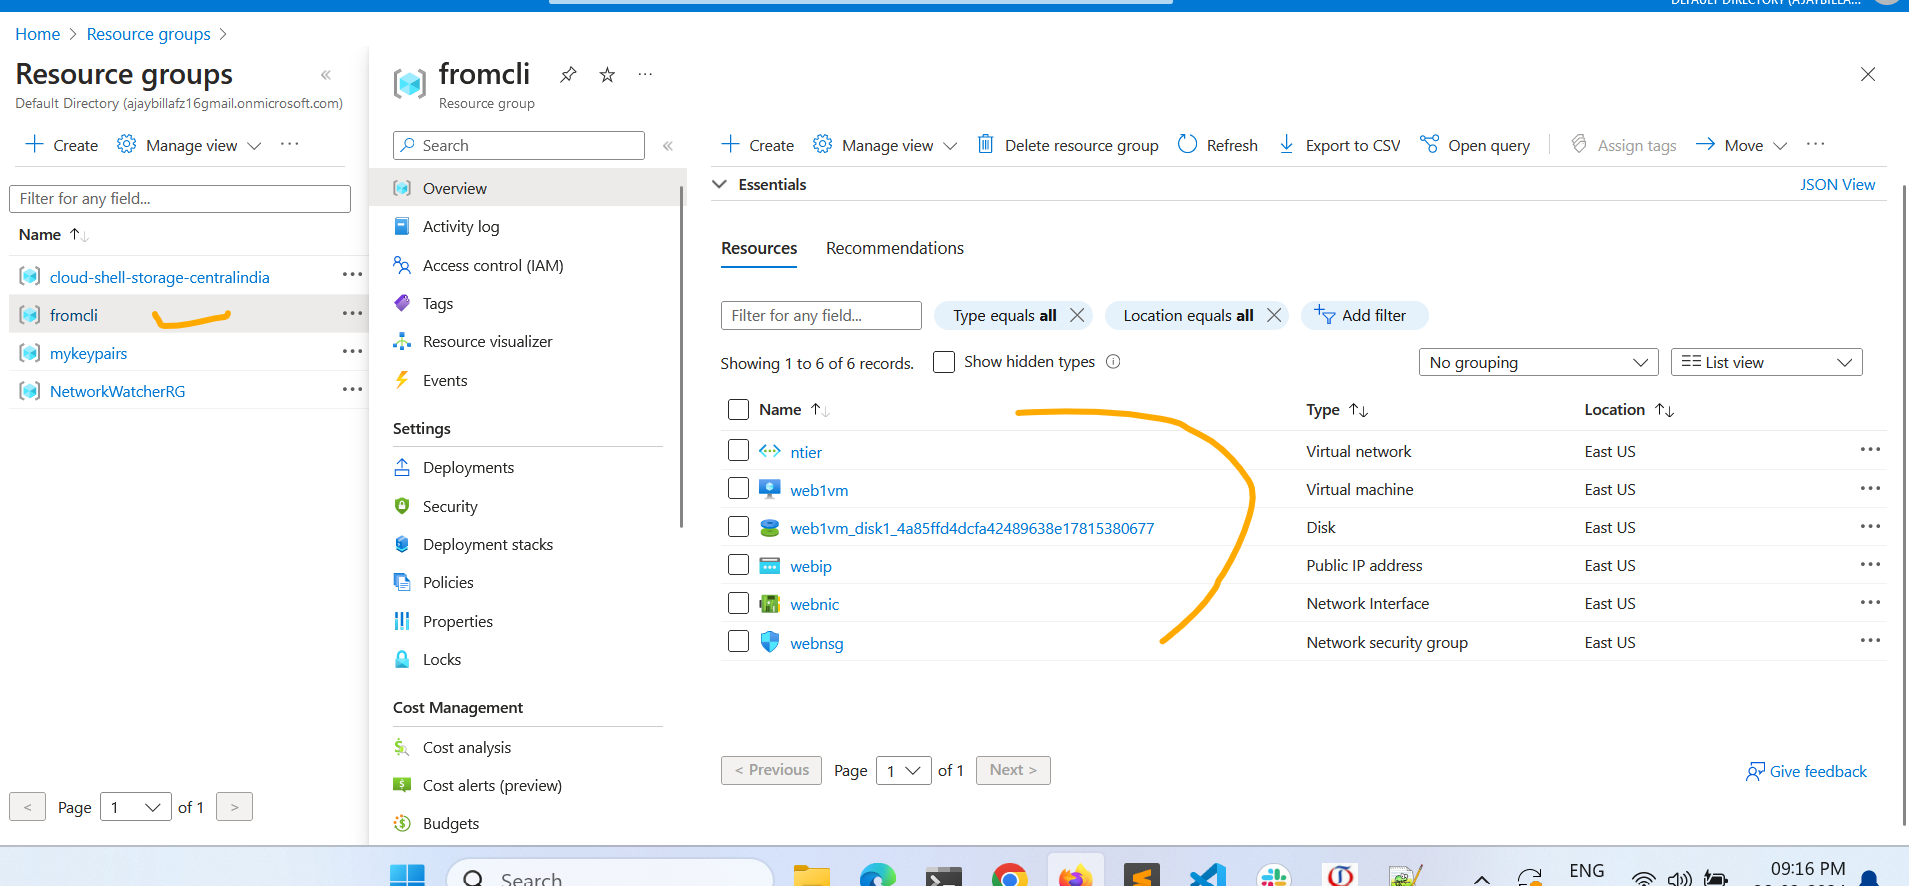 DEFAULT DIRECTORY (AJAYBILLA...
Home > Resource groups >
Resource groups
Default Directory (ajaybillafz16gmail.onmicrosoft.com)
Create
Manage view
Filter for any field...
Name
cloud-shell-storage-centralindia
fromcli
mykeypairs
NetworkWatcherRG
< Page 1 of 1 >
fromcli
Resource group
Search
Overview
Activity log
Access control (IAM)
Tags
Resource visualizer
Events
Settings
Deployments
Security
Deployment stacks
Policies
Properties
Locks
Cost Management
Cost analysis
Cost alerts (preview)
Budgets
Create Manage view Delete resource group Refresh Export to CSV Open query Assign tags Move
Essentials JSON View
Resources Recommendations
Filter for any field... Type equals all Location equals all Add filter
Showing 1 to 6 of 6 records. Show hidden types No grouping List view
Name Type Location
ntier Virtual network East US
web1vm Virtual machine East US
web1vm_disk1_4a85ffd4dcfa42489638e17815380677 Disk East US
webip Public IP address East US
webnic Network Interface East US
webnsg Network security group East US
< Previous Page 1 of 1 Next > Give feedback
Search ENG 09:16 PM